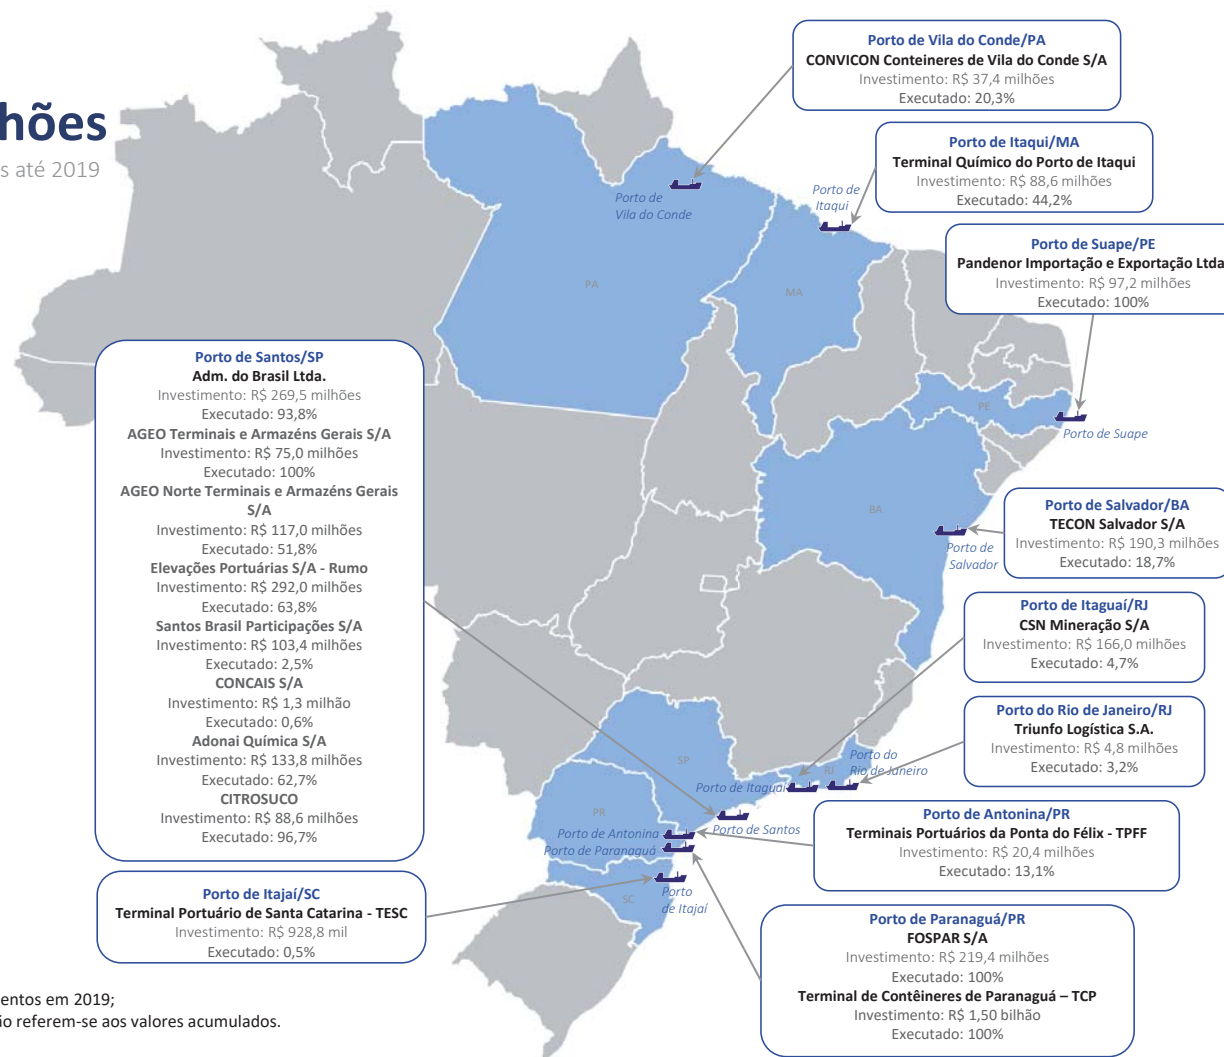 lhões
s até 2019
Porto de Vila do Conde/PA
CONVICON Conteineres de Vila do Conde S/A
Investimento: R$ 37,4 milhões
Executado: 20,3%
Porto de Itaqui/MA
Terminal Químico do Porto de Itaqui
Investimento: R$ 88,6 milhões
Executado: 44,2%
Porto de Suape/PE
Pandenor Importação e Exportação Ltda
Investimento: R$ 97,2 milhões
Executado: 100%
Porto de
Vila do Conde
Porto de
Itaqui
PA
MA
PE
Porto de Suape
Porto de Santos/SP
Adm. do Brasil Ltda.
Investimento: R$ 269,5 milhões
Executado: 93,8%
AGEO Terminais e Armazéns Gerais S/A
Investimento: R$ 75,0 milhões
Executado: 100%
AGEO Norte Terminais e Armazéns Gerais
S/A
Investimento: R$ 117,0 milhões
Executado: 51,8%
Elevações Portuárias S/A - Rumo
Investimento: R$ 292,0 milhões
Executado: 63,8%
Santos Brasil Participações S/A
Investimento: R$ 103,4 milhões
Executado: 2,5%
CONCAIS S/A
Investimento: R$ 1,3 milhão
Executado: 0,6%
Adonai Química S/A
Investimento: R$ 133,8 milhões
Executado: 62,7%
CITROSUCO
Investimento: R$ 88,6 milhões
Executado: 96,7%
BA
Porto de
Salvador
Porto de Salvador/BA
TECON Salvador S/A
Investimento: R$ 190,3 milhões
Executado: 18,7%
Porto de Itaguaí/RJ
CSN Mineração S/A
Investimento: R$ 166,0 milhões
Executado: 4,7%
Porto do Rio de Janeiro/RJ
Triunfo Logística S.A.
Investimento: R$ 4,8 milhões
Executado: 3,2%
SP
RJ
Porto do
Rio de Janeiro
Porto de Itaguaí
PR
Porto de Santos
Porto de Antonina
Porto de Paranaguá
SC
Porto
de Itajaí
Porto de Antonina/PR
Terminais Portuários da Ponta do Félix - TPFF
Investimento: R$ 20,4 milhões
Executado: 13,1%
Porto de Itajaí/SC
Terminal Portuário de Santa Catarina - TESC
Investimento: R$ 928,8 mil
Executado: 0,5%
Porto de Paranaguá/PR
FOSPAR S/A
Investimento: R$ 219,4 milhões
Executado: 100%
Terminal de Contêineres de Paranaguá – TCP
Investimento: R$ 1,50 bilhão
Executado: 100%
entos em 2019;
ão referem-se aos valores acumulados.